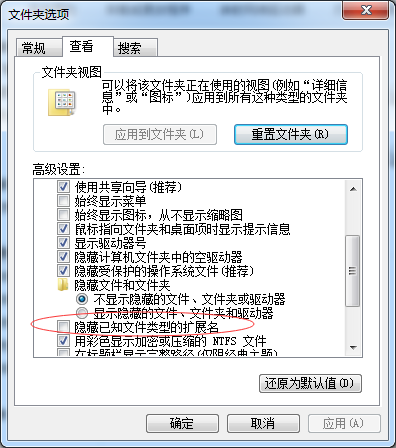 文件夹选项
常规
查看
搜索
文件夹视图
可以将该文件夹正在使用的视图(例如“详细信
息”或“图标”)应用到所有这种类型的文件夹
中。
应用到文件夹(L)
重置文件夹(R)
高级设置:
使用共享向导(推荐)
始终显示菜单
始终显示图标，从不显示缩略图
鼠标指向文件夹和桌面项时显示提示信息
显示驱动器号
隐藏计算机文件夹中的空驱动器
隐藏受保护的操作系统文件(推荐)
隐藏文件和文件夹
不显示隐藏的文件、文件夹或驱动器
显示隐藏的文件、文件夹和驱动器
隐藏已知文件类型的扩展名
用彩色显示加密或压缩的 NTFS 文件
在标题栏显示完整路径(仅限经典主题)
还原为默认值(D)
确定
取消
应用(A)